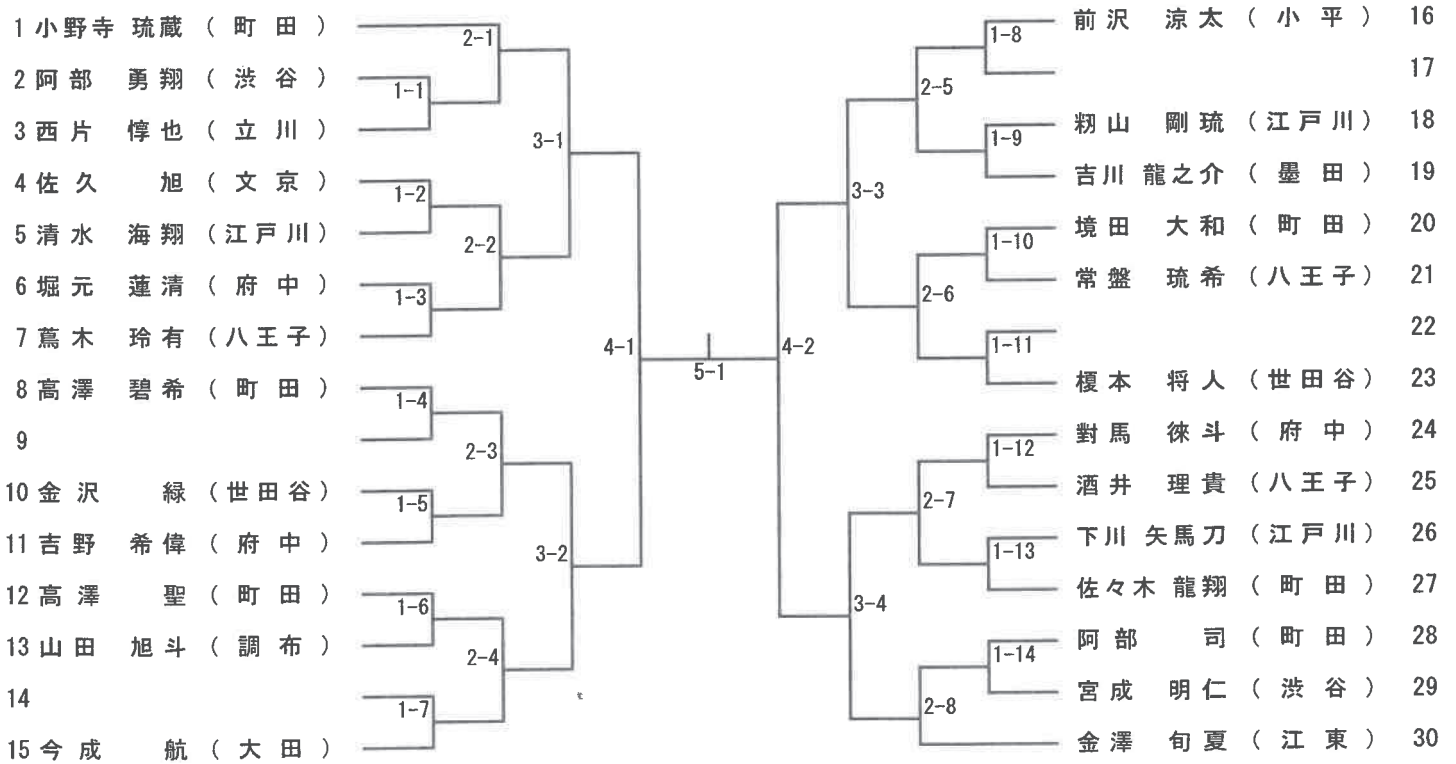 1 小野寺 琉蔵 ( 町 田 )
2 阿部 勇翔 ( 渋谷 )
3 西片 惇也 ( 立川 )
4 佐久 旭 ( 文京 )
5 清水 海翔 (江戸川)
6 堀元 蓮清 ( 府中 )
7 蔦木 玲有 (八王子)
8 高澤 碧希 ( 町田 )
9
10 金沢 緑 (世田谷)
11 吉野 希偉 ( 府中 )
12 高澤 聖 ( 町田 )
13 山田 旭斗 ( 調布 )
14
15 今成 航 ( 大田 )
2-1
1-1
3-1
1-2
2-2
1-3
4-1
1-4
2-3
1-5
3-2
1-6
2-4
1-7
5-1
1-8
2-5
1-9
3-3
1-10
2-6
1-11
4-2
1-12
2-7
1-13
3-4
1-14
2-8
前沢 涼太 ( 小平 ) 16
17
籾山 剛琉 (江戸川) 18
吉川 龍之介 ( 墨田 ) 19
境田 大和 ( 町田 ) 20
常盤 琉希 (八王子) 21
22
榎本 将人 (世田谷) 23
對馬 徠斗 ( 府中 ) 24
酒井 理貴 (八王子) 25
下川 矢馬刀 (江戸川) 26
佐々木 龍翔 ( 町田 ) 27
阿部 司 ( 町田 ) 28
宮成 明仁 ( 渋谷 ) 29
金澤 旬夏 ( 江東 ) 30